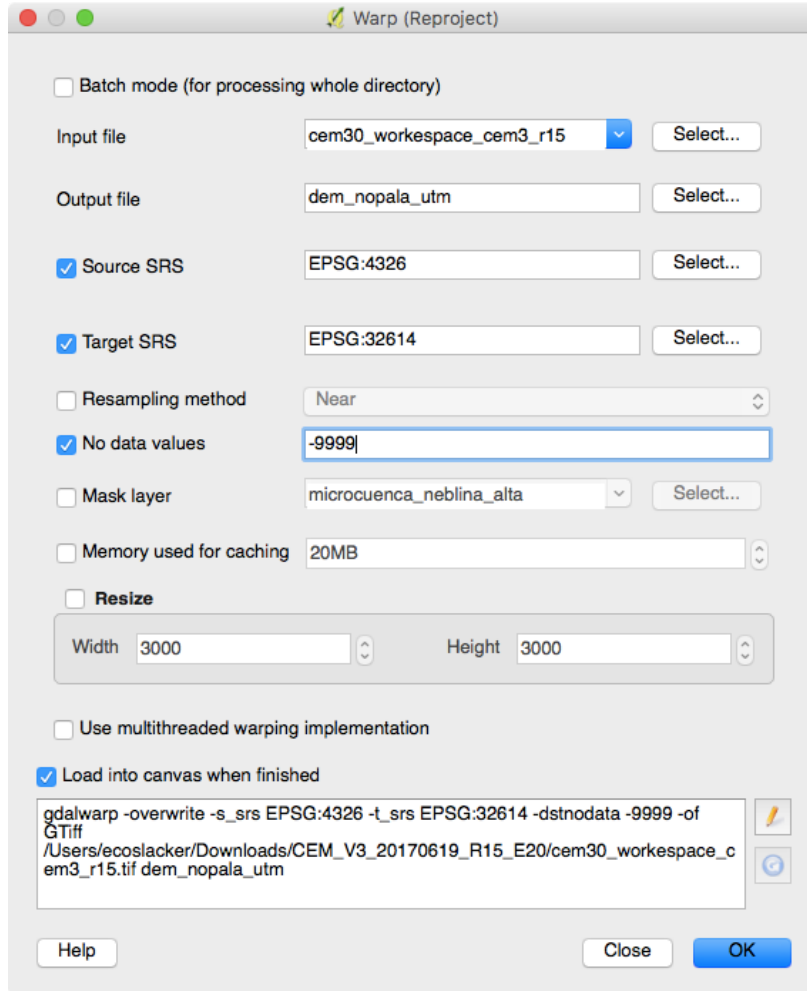 Warp (Reproject)
Batch mode (for processing whole directory)
Input file cem30_workespace_cem3_r15 Select...
Output file dem_nopala_utm Select...
Source SRS EPSG:4326 Select...
Target SRS EPSG:32614 Select...
Resampling method Near
No data values -9999
Mask layer microcuenca_neblina_alta Select...
Memory used for caching 20MB
Resize
Width 3000 Height 3000
Use multithreaded warping implementation
Load into canvas when finished
gdalwarp -overwrite -s_srs EPSG:4326 -t_srs EPSG:32614 -dstnodata -9999 -of
GTiff
/Users/ecoslacker/Downloads/CEM_V3_20170619_R15_E20/cem30_workespace_c
em3_r15.tif dem_nopala_utm
Help Close OK